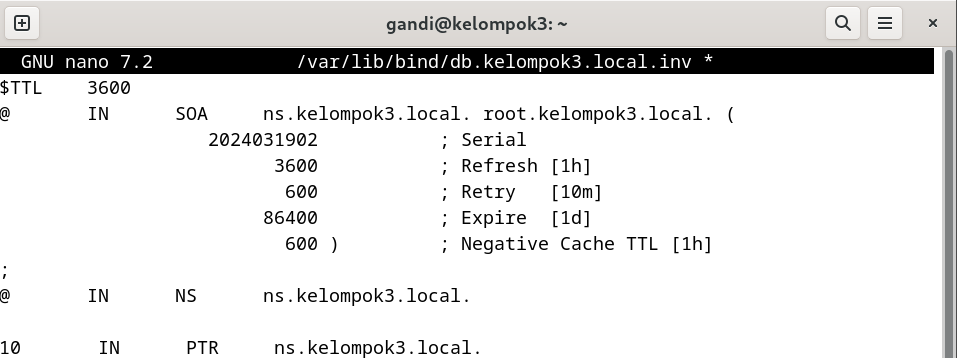 gandi@kelompok3: ~
GNU nano 7.2 /var/lib/bind/db.kelompok3.local.inv *
$TTL 3600
@ IN SOA ns.kelompok3.local. root.kelompok3.local. (
2024031902 ; Serial
3600 ; Refresh [1h]
600 ; Retry [10m]
86400 ; Expire [1d]
600 ) ; Negative Cache TTL [1h]
;
@ IN NS ns.kelompok3.local.
10 IN PTR ns.kelompok3.local.